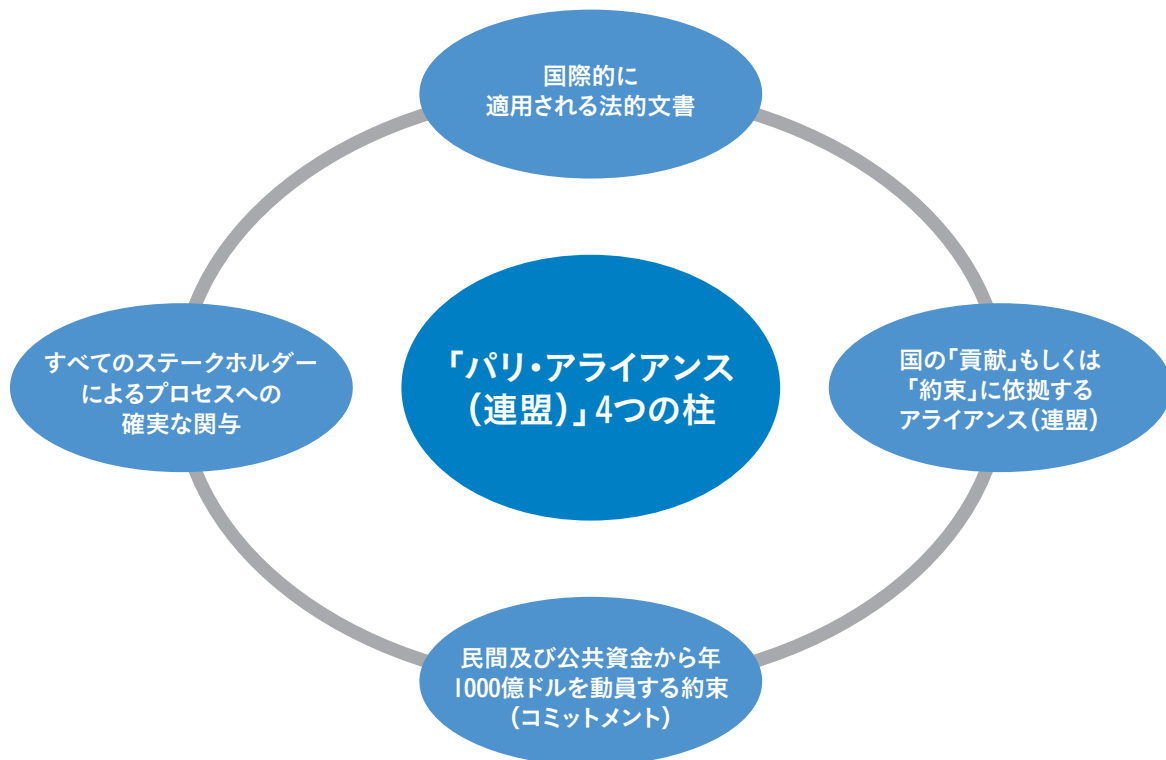 国際的に
適用される法的文書
すべてのステークホルダー
によるプロセスへの
確実な関与
「パリ・アライアンス
（連盟）」4つの柱
国の「貢献」もしくは
「約束」に依拠する
アライアンス（連盟）
民間及び公共資金から年
1000億ドルを動員する約束
（コミットメント）